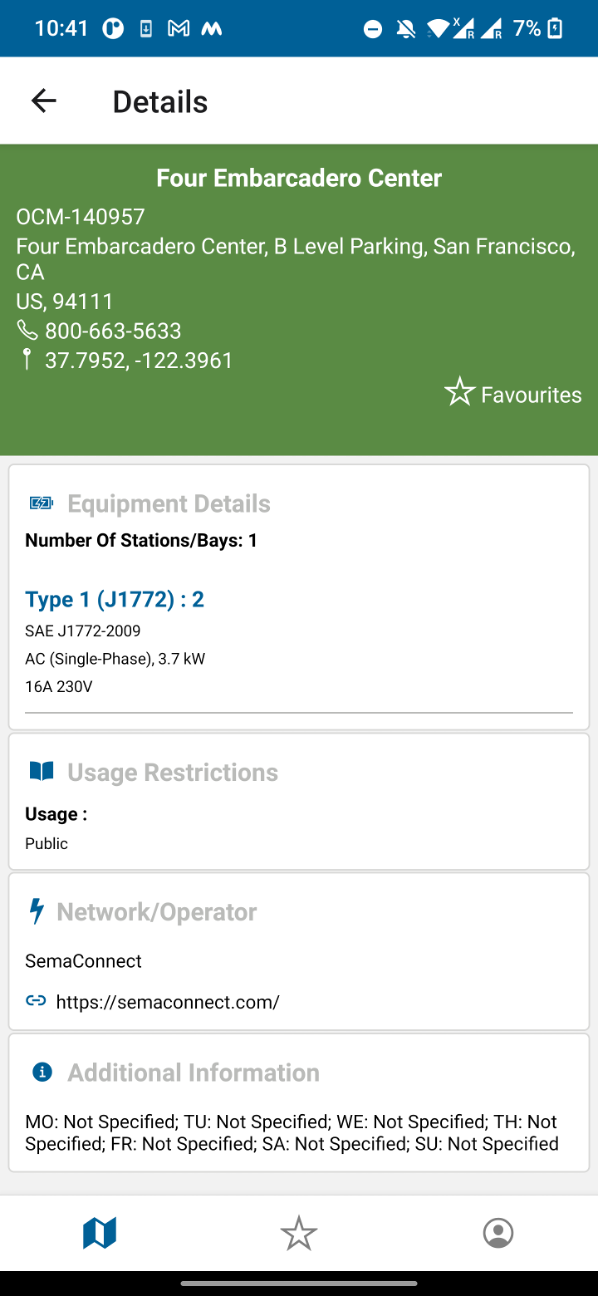 10:41
7%
Details
Four Embarcadero Center
OCM-140957
Four Embarcadero Center, B Level Parking, San Francisco,
CA
US, 94111
800-663-5633
37.7952, -122.3961
Favourites
Equipment Details
Number Of Stations/Bays: 1
Type 1 (J1772) : 2
SAE J1772-2009
AC (Single-Phase), 3.7 kW
16A 230V
Usage Restrictions
Usage :
Public
Network/Operator
SemaConnect
https://semaconnect.com/
Additional Information
MO: Not Specified; TU: Not Specified; WE: Not Specified; TH: Not
Specified; FR: Not Specified; SA: Not Specified; SU: Not Specified